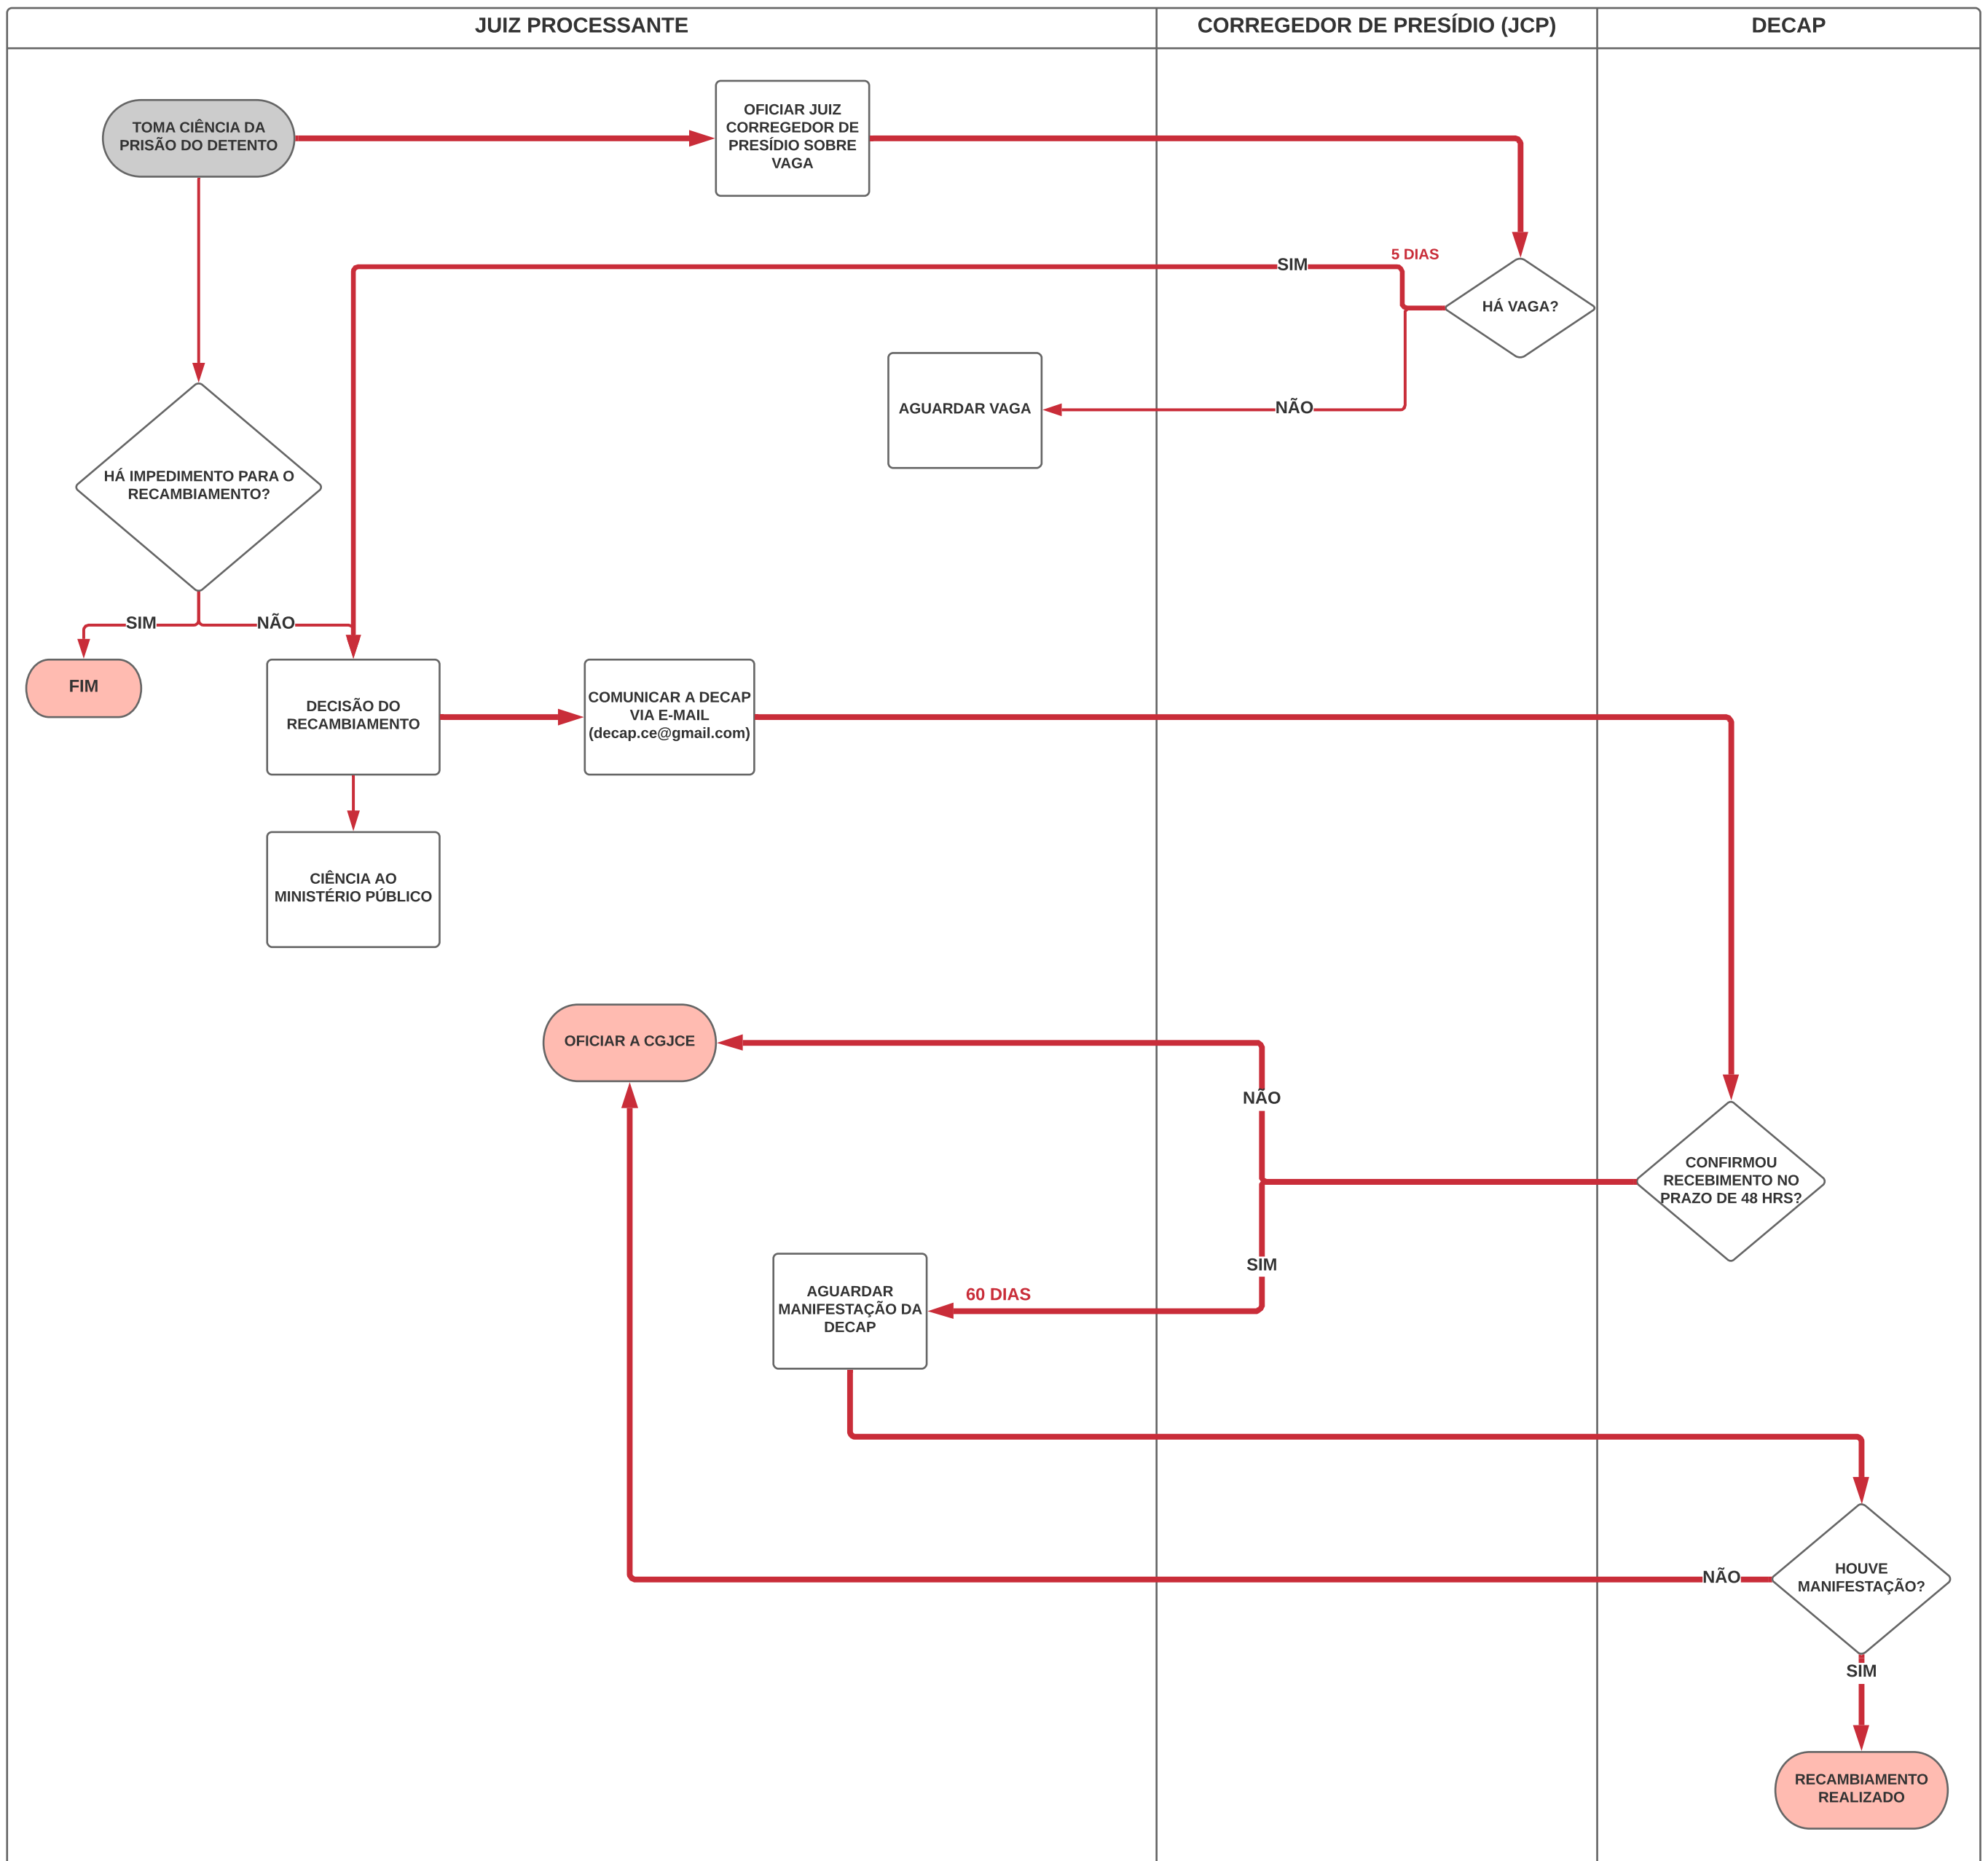 JUIZ PROCESSANTE
CORREGEDOR DE PRESÍDIO (JCP)
DECAP
TOMA CIÊNCIA DA
PRISÃO DO DETENTO
OFICIAR JUIZ
CORREGEDOR DE
PRESÍDIO SOBRE
VAGA
5 DIAS
SIM
HÁ VAGA?
AGUARDAR VAGA
NÃO
HÁ IMPEDIMENTO PARA O
RECAMBIAMENTO?
SIM
NÃO
FIM
DECISÃO DO
RECAMBIAMENTO
COMUNICAR A DECAP
VIA E-MAIL
(decap.ce@gmail.com)
CIÊNCIA AO
MINISTÉRIO PÚBLICO
OFICIAR A CGJCE
NÃO
CONFIRMOU
RECEBIMENTO NO
PRAZO DE 48 HRS?
SIM
AGUARDAR
MANIFESTAÇÃO DA
DECAP
60 DIAS
HOUVE
MANIFESTAÇÃO?
NÃO
SIM
RECAMBIAMENTO
REALIZADO